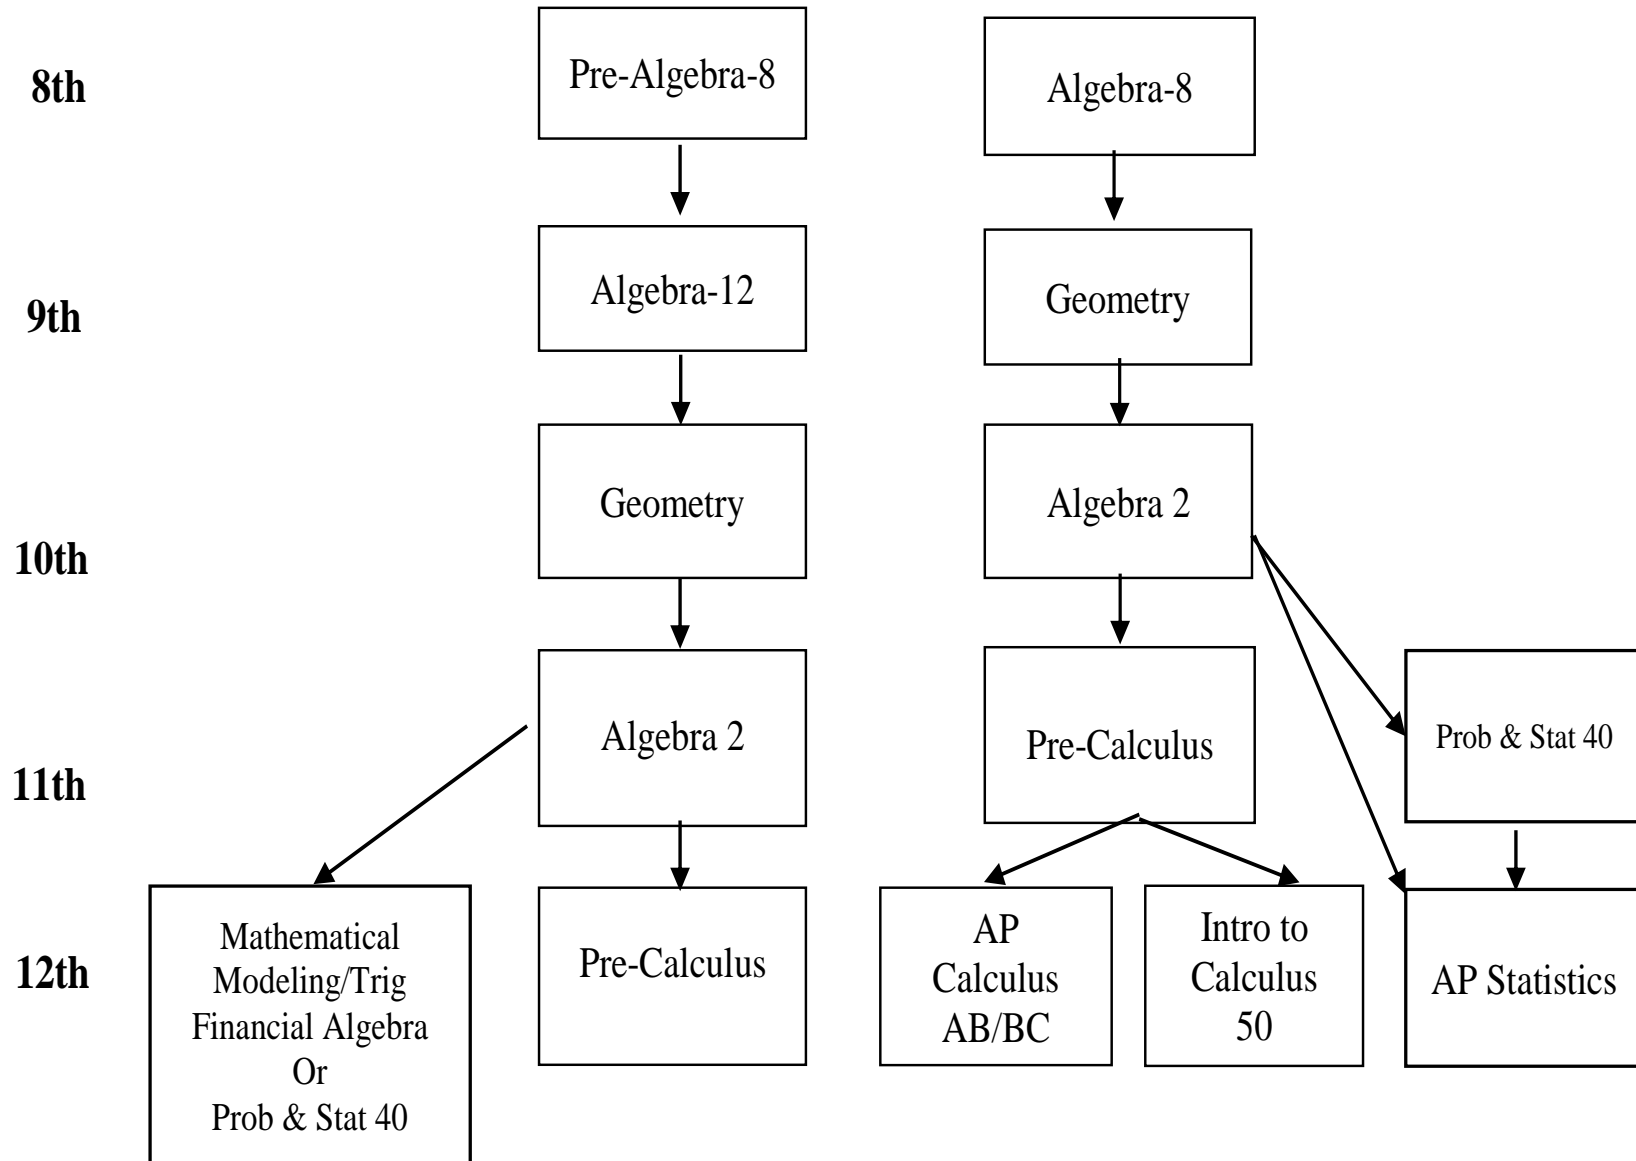 8th
Pre-Algebra-8
Algebra-8
9th
Algebra-12
Geometry
10th
Geometry
Algebra 2
11th
Algebra 2
Pre-Calculus
Prob & Stat 40
12th
Mathematical
Modeling/Trig
Financial Algebra
Or
Prob & Stat 40
Pre-Calculus
AP
Calculus
AB/BC
Intro to
Calculus
50
AP Statistics